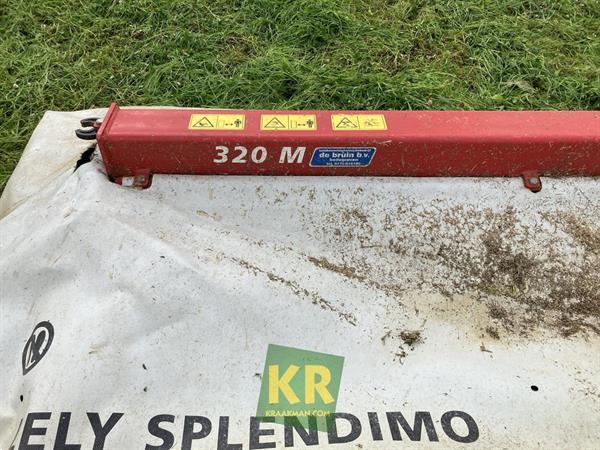 320 M
de bruin b.v.
KR
KRAAKMAN.COM
ELY SPLENDIMO